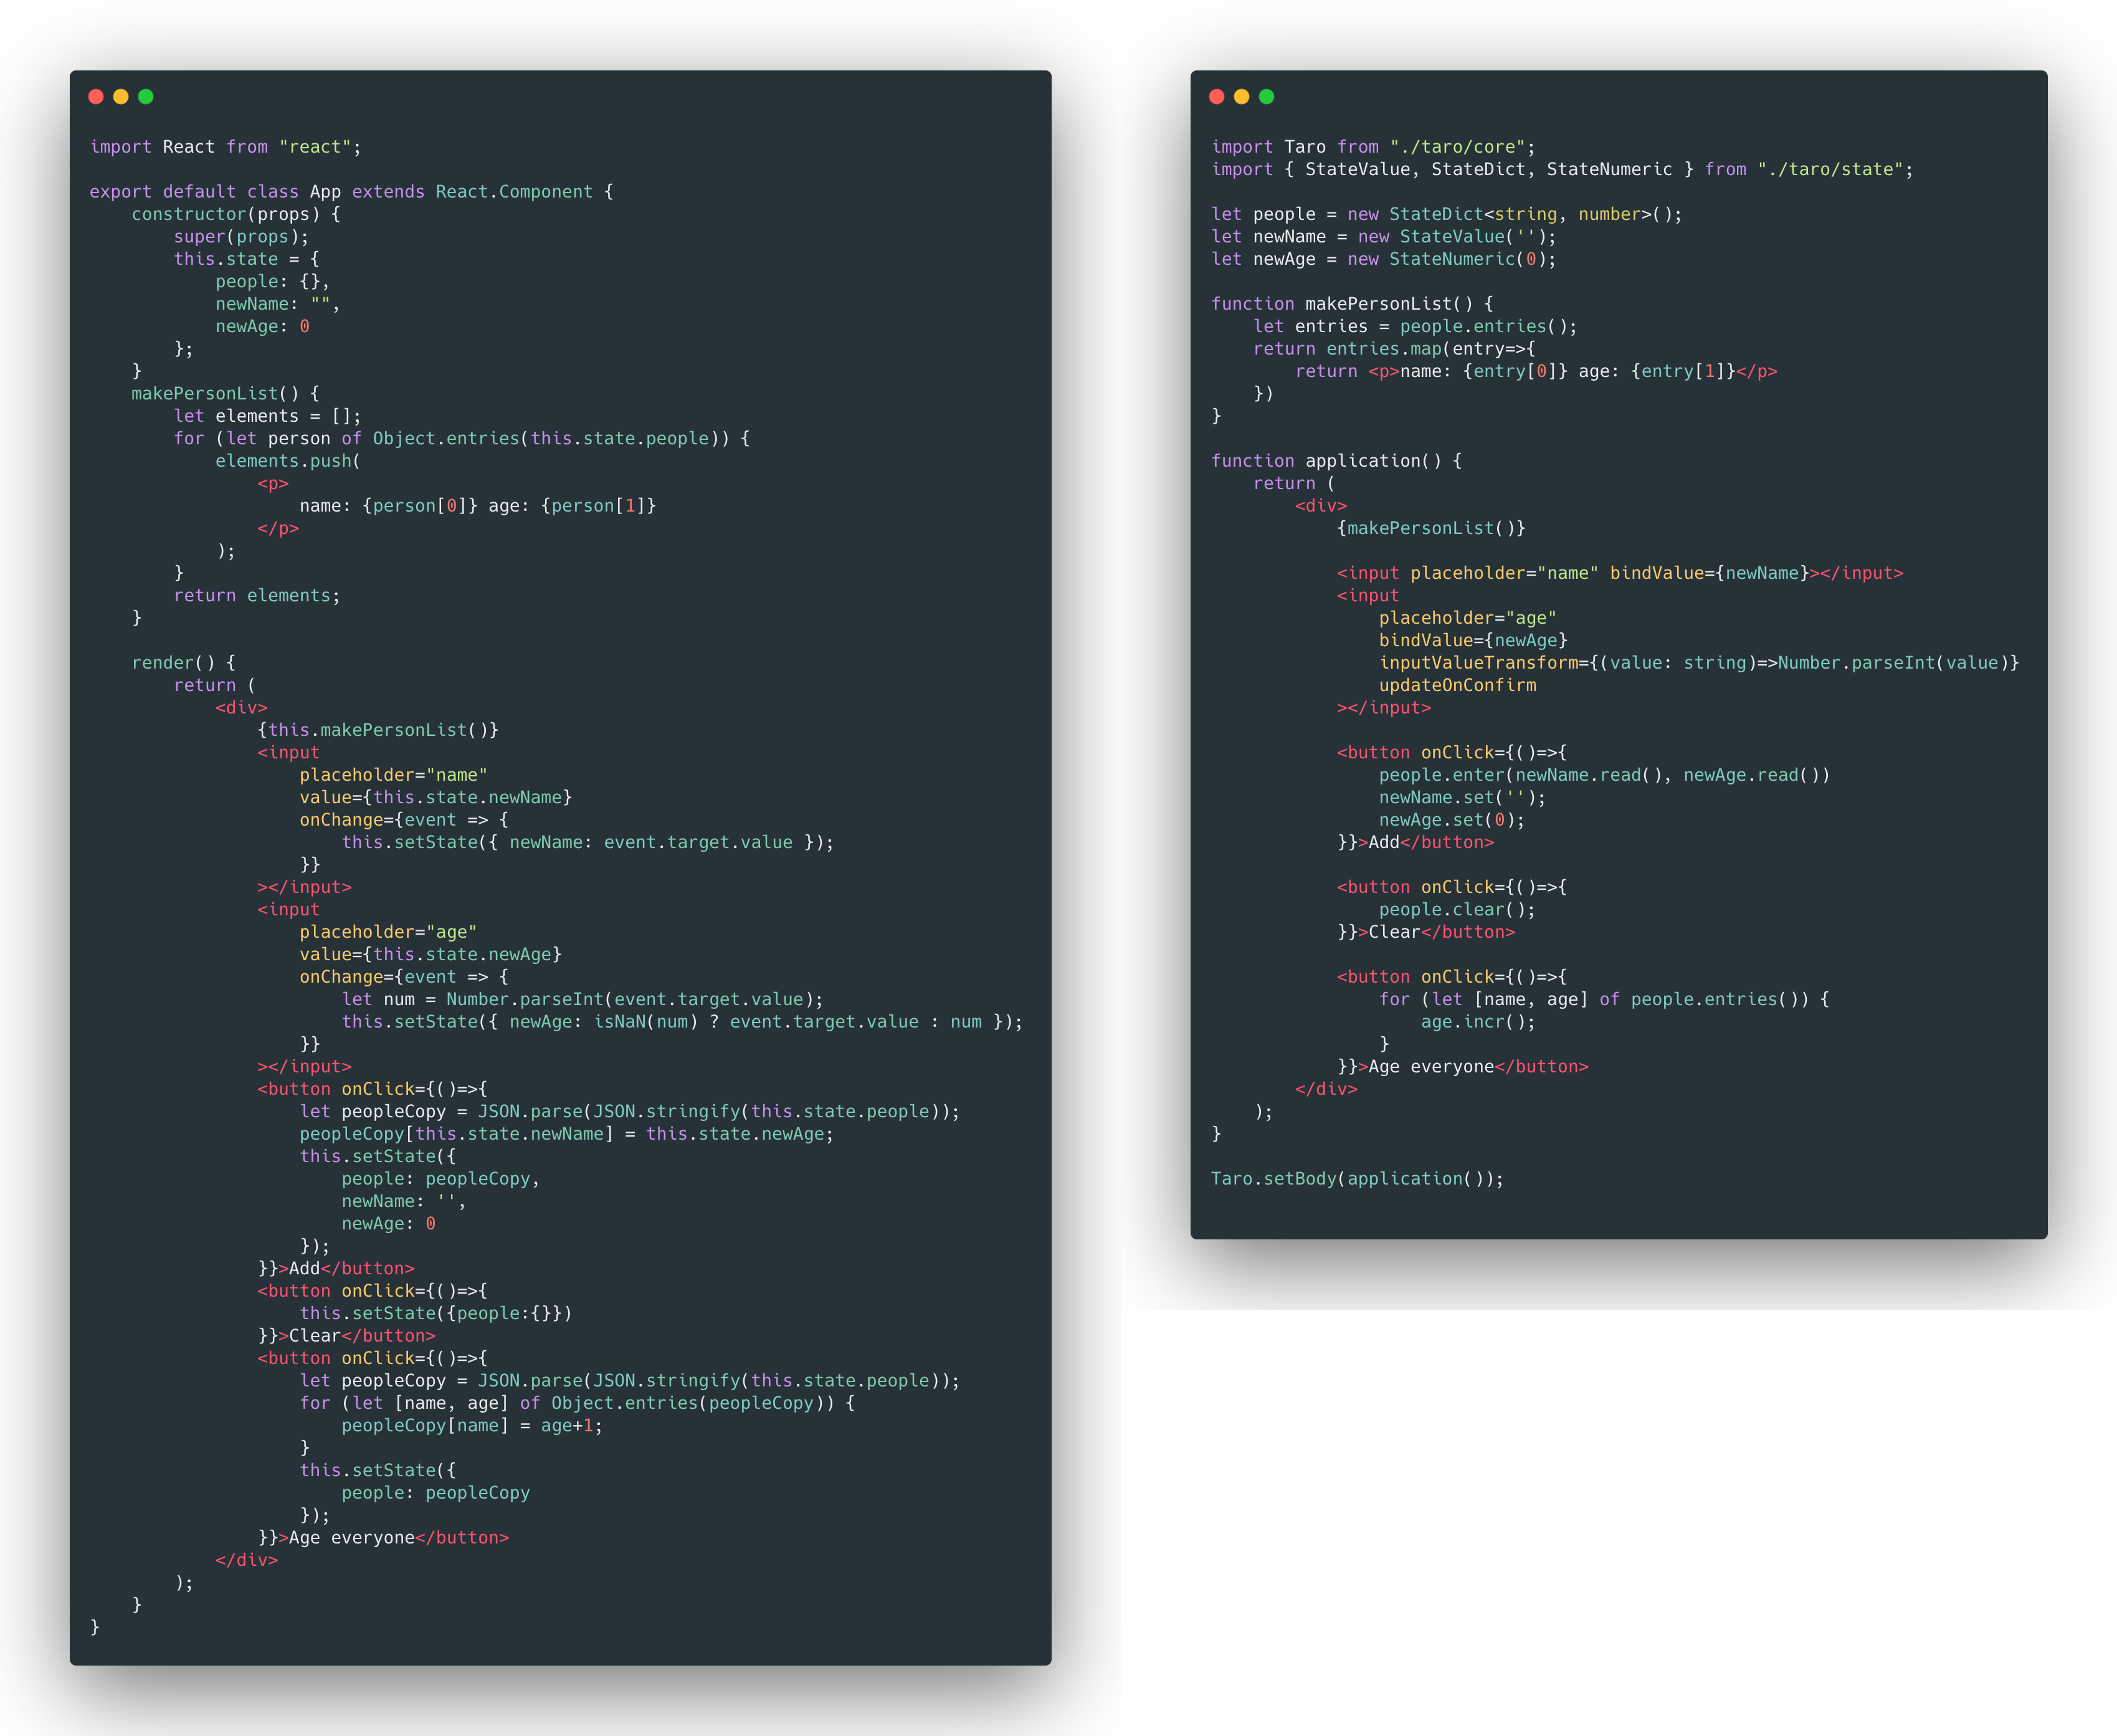 import React from "react";

export default class App extends React.Component {
    constructor(props) {
        super(props);
        this.state = {
            people: {},
            newName: "",
            newAge: 0
        };
    }
    makePersonList() {
        let elements = [];
        for (let person of Object.entries(this.state.people)) {
            elements.push(
                <p>
                    name: {person[0]} age: {person[1]}
                </p>
            );
        }
        return elements;
    }

    render() {
        return (
            <div>
                {this.makePersonList()}
                <input
                    placeholder="name"
                    value={this.state.newName}
                    onChange={event => {
                        this.setState({ newName: event.target.value });
                    }}
                ></input>
                <input
                    placeholder="age"
                    value={this.state.newAge}
                    onChange={event => {
                        let num = Number.parseInt(event.target.value);
                        this.setState({ newAge: isNaN(num) ? event.target.value : num });
                    }}
                ></input>
                <button onClick={()=>{
                    let peopleCopy = JSON.parse(JSON.stringify(this.state.people));
                    peopleCopy[this.state.newName] = this.state.newAge;
                    this.setState({
                        people: peopleCopy,
                        newName: '',
                        newAge: 0
                    });
                }}>Add</button>
                <button onClick={()=>{
                    this.setState({people:{}})
                }}>Clear</button>
                <button onClick={()=>{
                    let peopleCopy = JSON.parse(JSON.stringify(this.state.people));
                    for (let [name, age] of Object.entries(peopleCopy)) {
                        peopleCopy[name] = age+1;
                    }
                    this.setState({
                        people: peopleCopy
                    });
                }}>Age everyone</button>
            </div>
        );
    }
}

import Taro from "./taro/core";
import { StateValue, StateDict, StateNumeric } from "./taro/state";

let people = new StateDict<string, number>();
let newName = new StateValue('');
let newAge = new StateNumeric(0);

function makePersonList() {
    let entries = people.entries();
    return entries.map(entry=>{
        return <p>name: {entry[0]} age: {entry[1]}</p>
    })
}

function application() {
    return (
        <div>
            {makePersonList()}

            <input placeholder="name" bindValue={newName}></input>
            <input
                placeholder="age"
                bindValue={newAge}
                inputValueTransform={(value: string)=>Number.parseInt(value)}
                updateOnConfirm
            ></input>

            <button onClick={()=>{
                people.enter(newName.read(), newAge.read())
                newName.set('');
                newAge.set(0);
            }}>Add</button>

            <button onClick={()=>{
                people.clear();
            }}>Clear</button>

            <button onClick={()=>{
                for (let [name, age] of people.entries()) {
                    age.incr();
                }
            }}>Age everyone</button>
        </div>
    );
}

Taro.setBody(application());